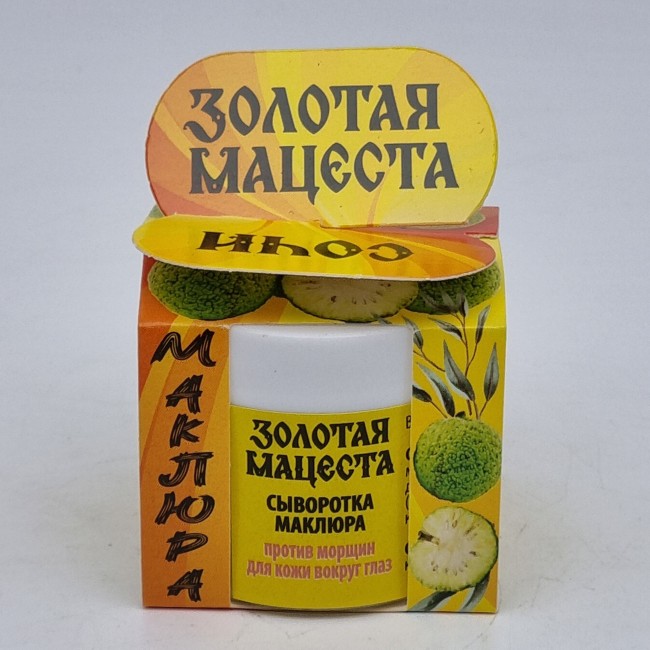 ЗОЛОТАЯ
МАЦЕСТА
СОЧИ
МАКЛЮРА
ЗОЛОТАЯ
МАЦЕСТА
СЫВОРОТКА
МАКЛЮРА
против морщин
для кожи вокруг глаз